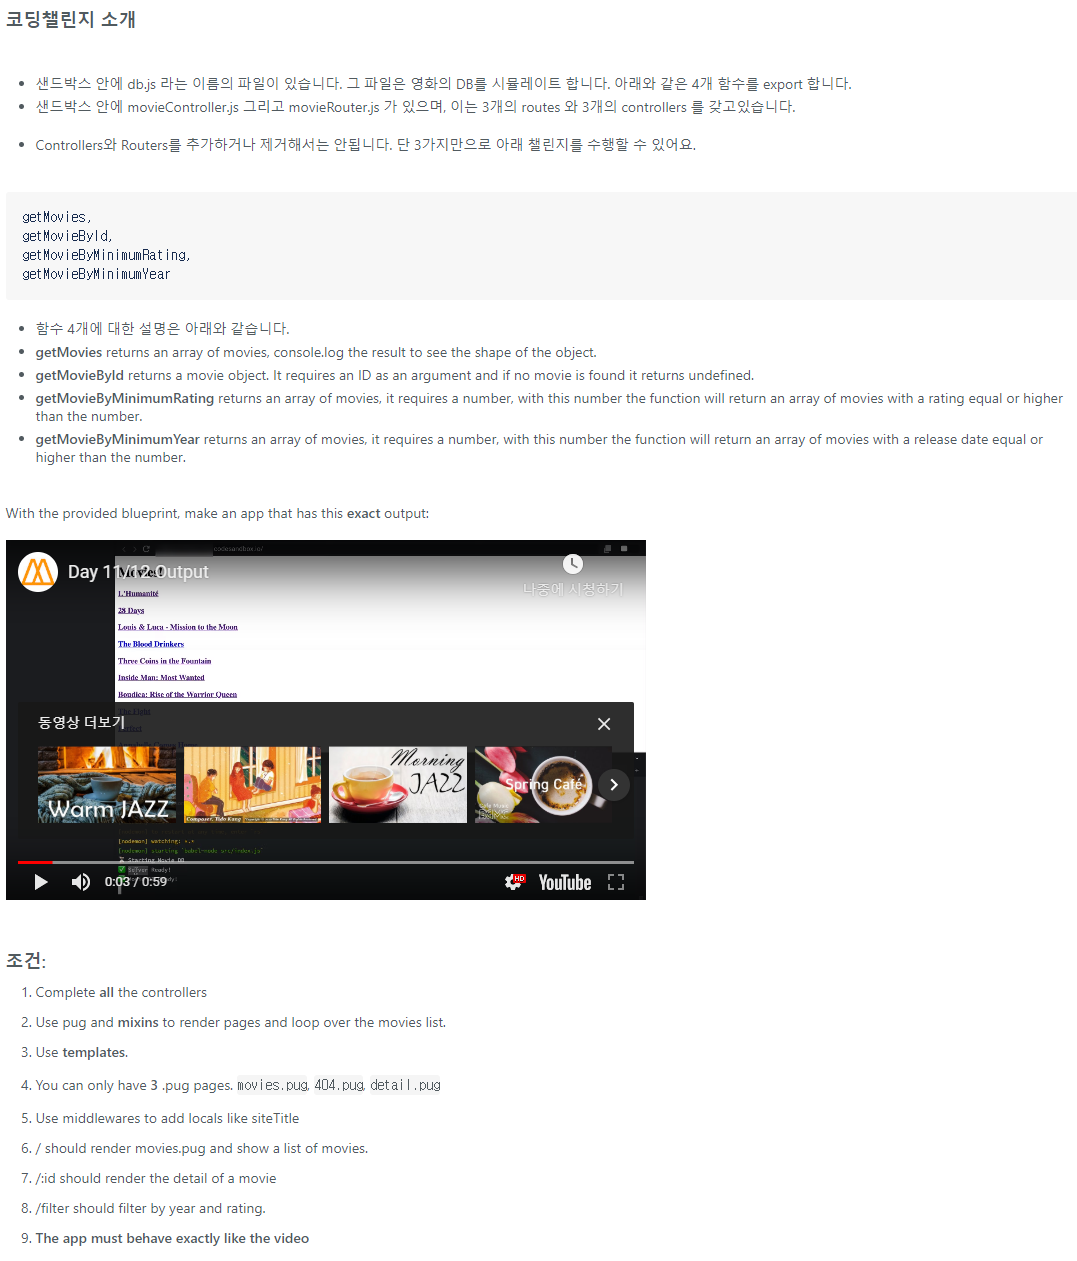 코딩챌린지 소개
샌드박스 안에 db.js 라는 이름의 파일이 있습니다. 그 파일은 영화의 DB를 시뮬레이트 합니다. 아래와 같은 4개 함수를 export 합니다.
샌드박스 안에 movieController.js 그리고 movieRouter.js 가 있으며, 이는 3개의 routes 와 3개의 controllers 를 갖고있습니다.
Controllers와 Routers를 추가하거나 제거해서는 안됩니다. 단 3가지만으로 아래 챌린지를 수행할 수 있어요.
getMovies,
getMovieById,
getMovieByMinimumRating,
getMovieByMinimumYear
함수 4개에 대한 설명은 아래와 같습니다.
getMovies returns an array of movies, console.log the result to see the shape of the object.
getMovieById returns a movie object. It requires an ID as an argument and if no movie is found it returns undefined.
getMovieByMinimumRating returns an array of movies, it requires a number, with this number the function will return an array of movies with a rating equal or higher
than the number.
getMovieByMinimumYear returns an array of movies, it requires a number, with this number the function will return an array of movies with a release date equal or
higher than the number.
With the provided blueprint, make an app that has this exact output:
codesandbox.io/
Day 11/12 Output
나중에 시청하기
L'Humanité
28 Days
Louis & Luca - Mission to the Moon
The Blood Drinkers
Three Coins in the Fountain
Inside Man: Most Wanted
Boudica: Rise of the Warrior Queen
The Fight
동영상 더보기
Warm JAZZ
Morning
JAZZ
Spring Café
[nodemon] watching: *.*
[nodemon] starting `babel-node src/index.js`
Starting Movie DB
Server Ready!
0:03 / 0:59
HD
YouTube
조건:
1. Complete all the controllers
2. Use pug and mixins to render pages and loop over the movies list.
3. Use templates.
4. You can only have 3 .pug pages. movies.pug, 404.pug, detail.pug
5. Use middlewares to add locals like siteTitle
6. / should render movies.pug and show a list of movies.
7. /:id should render the detail of a movie
8. /filter should filter by year and rating.
9. The app must behave exactly like the video